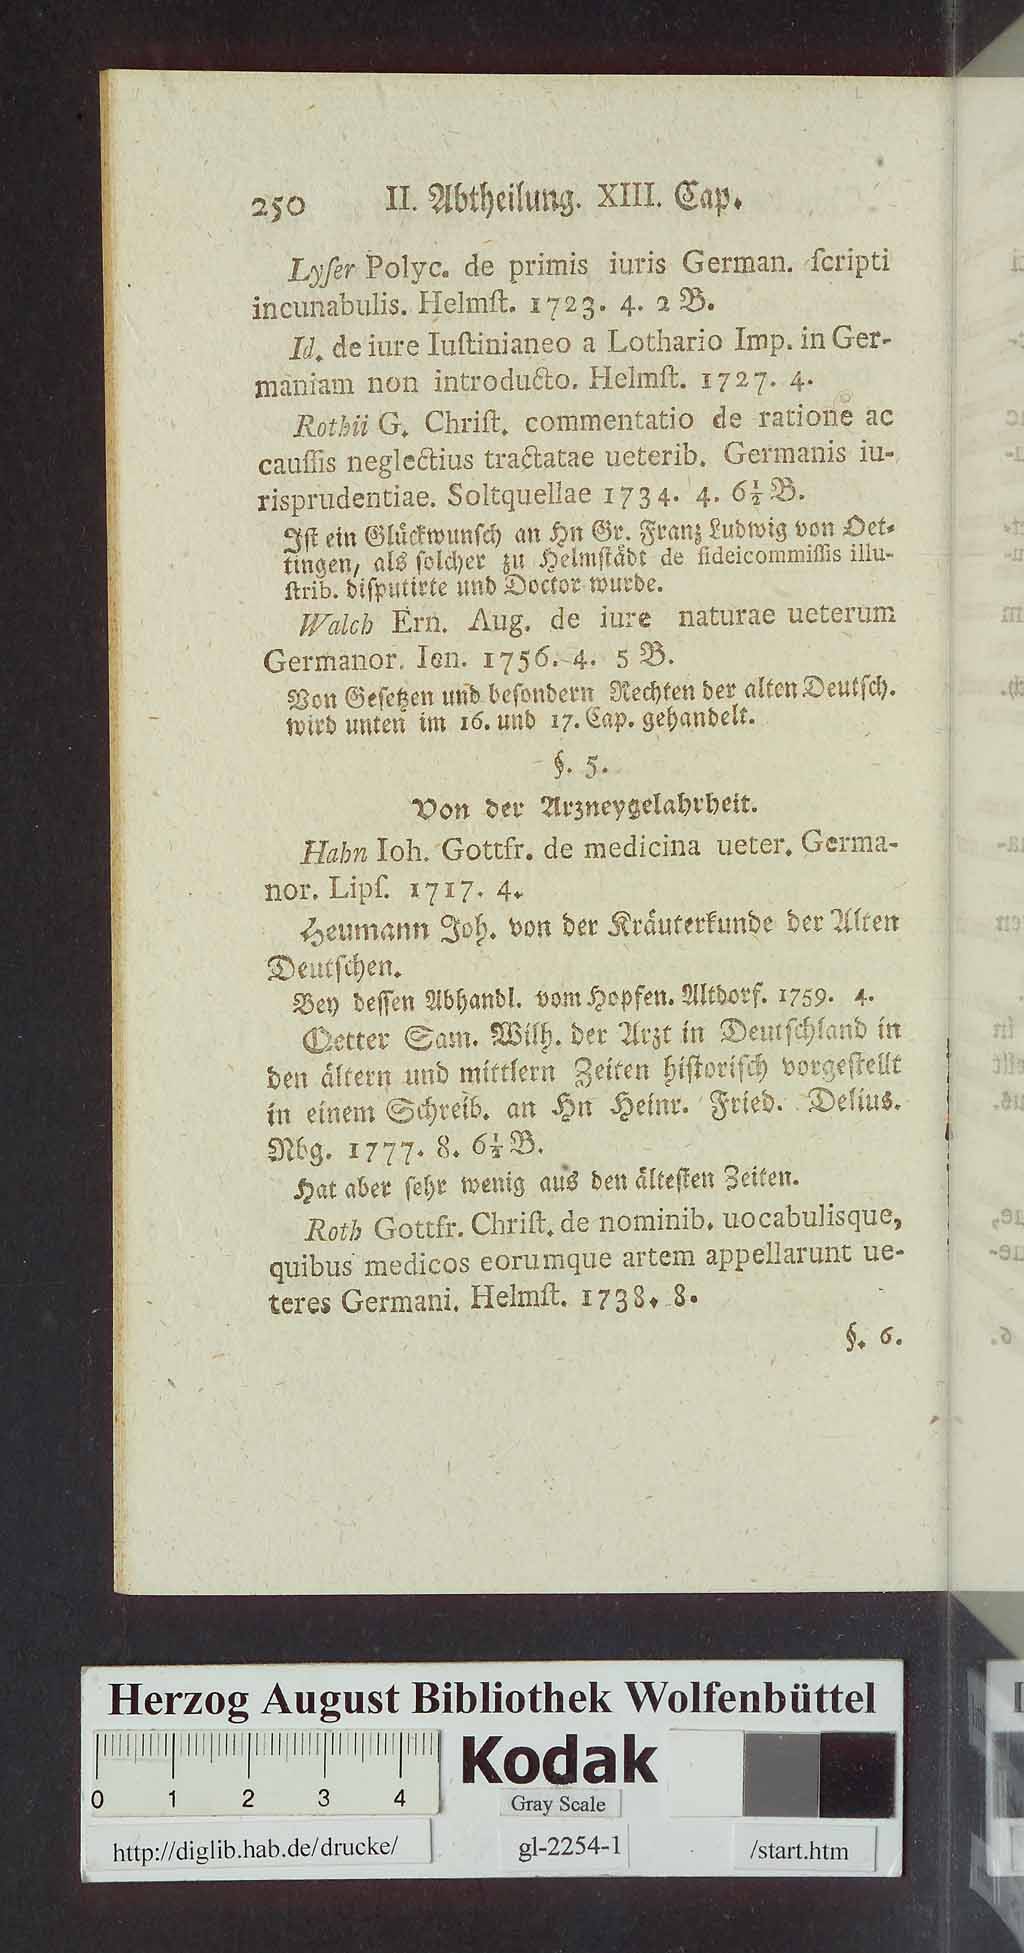 250 II. Abtheilung. XIII. Cap.
Lyſer Polyc. de primis iuris German. ſcripti
incunabulis. Helmſt. 1723. 4. 2 B.
Id. de iure Iuſtinianeo a Lothario Imp. in Ger-
maniam non introducto. Helmſt. 1727. 4.
Rothii G. Chriſt. commentatio de ratione ac
cauſſis neglectius tractatae ueterib. Germanis iu-
risprudentiae. Soltquellae 1734. 4. 6½ B.
Iſt ein Glückwunſch an Hn Gr. Franz Ludwig von Oet-
tingen, als ſolcher zu Helmſtädt de fideicommiſſis illu-
ſtrib. diſputirte und Doctor wurde.
Walch Ern. Aug. de iure naturae ueterum
Germanor. Ien. 1756. 4. 5 B.
Von Geſetzen und beſondern Rechten der alten Deutſch.
wird unten im 16. und 17. Cap. gehandelt.
§. 5.
Von der Arzneygelahrheit.
Hahn Ioh. Gottfr. de medicina ueter. Germa-
nor. Lipſ. 1717. 4.
Heumann Joh. von der Kräuterkunde der Alten
Deutſchen.
Bey deſſen Abhandl. vom Hopfen. Altdorf. 1759. 4.
Oetter Sam. Wilh. der Arzt in Deutſchland in
den ältern und mittlern Zeiten hiſtoriſch vorgeſtellt
in einem Schreib. an Hn Heinr. Fried. Delius.
Nbg. 1777. 8. 6½ B.
Hat aber ſehr wenig aus den älteſten Zeiten.
Roth Gottfr. Chriſt. de nominib. uocabulisque,
quibus medicos eorumque artem appellarunt ue-
teres Germani. Helmſt. 1738. 8.
§. 6.
Herzog August Bibliothek Wolfenbüttel
Kodak
0 1 2 3 4
Gray Scale
http://diglib.hab.de/drucke/ gl-2254-1 /start.htm